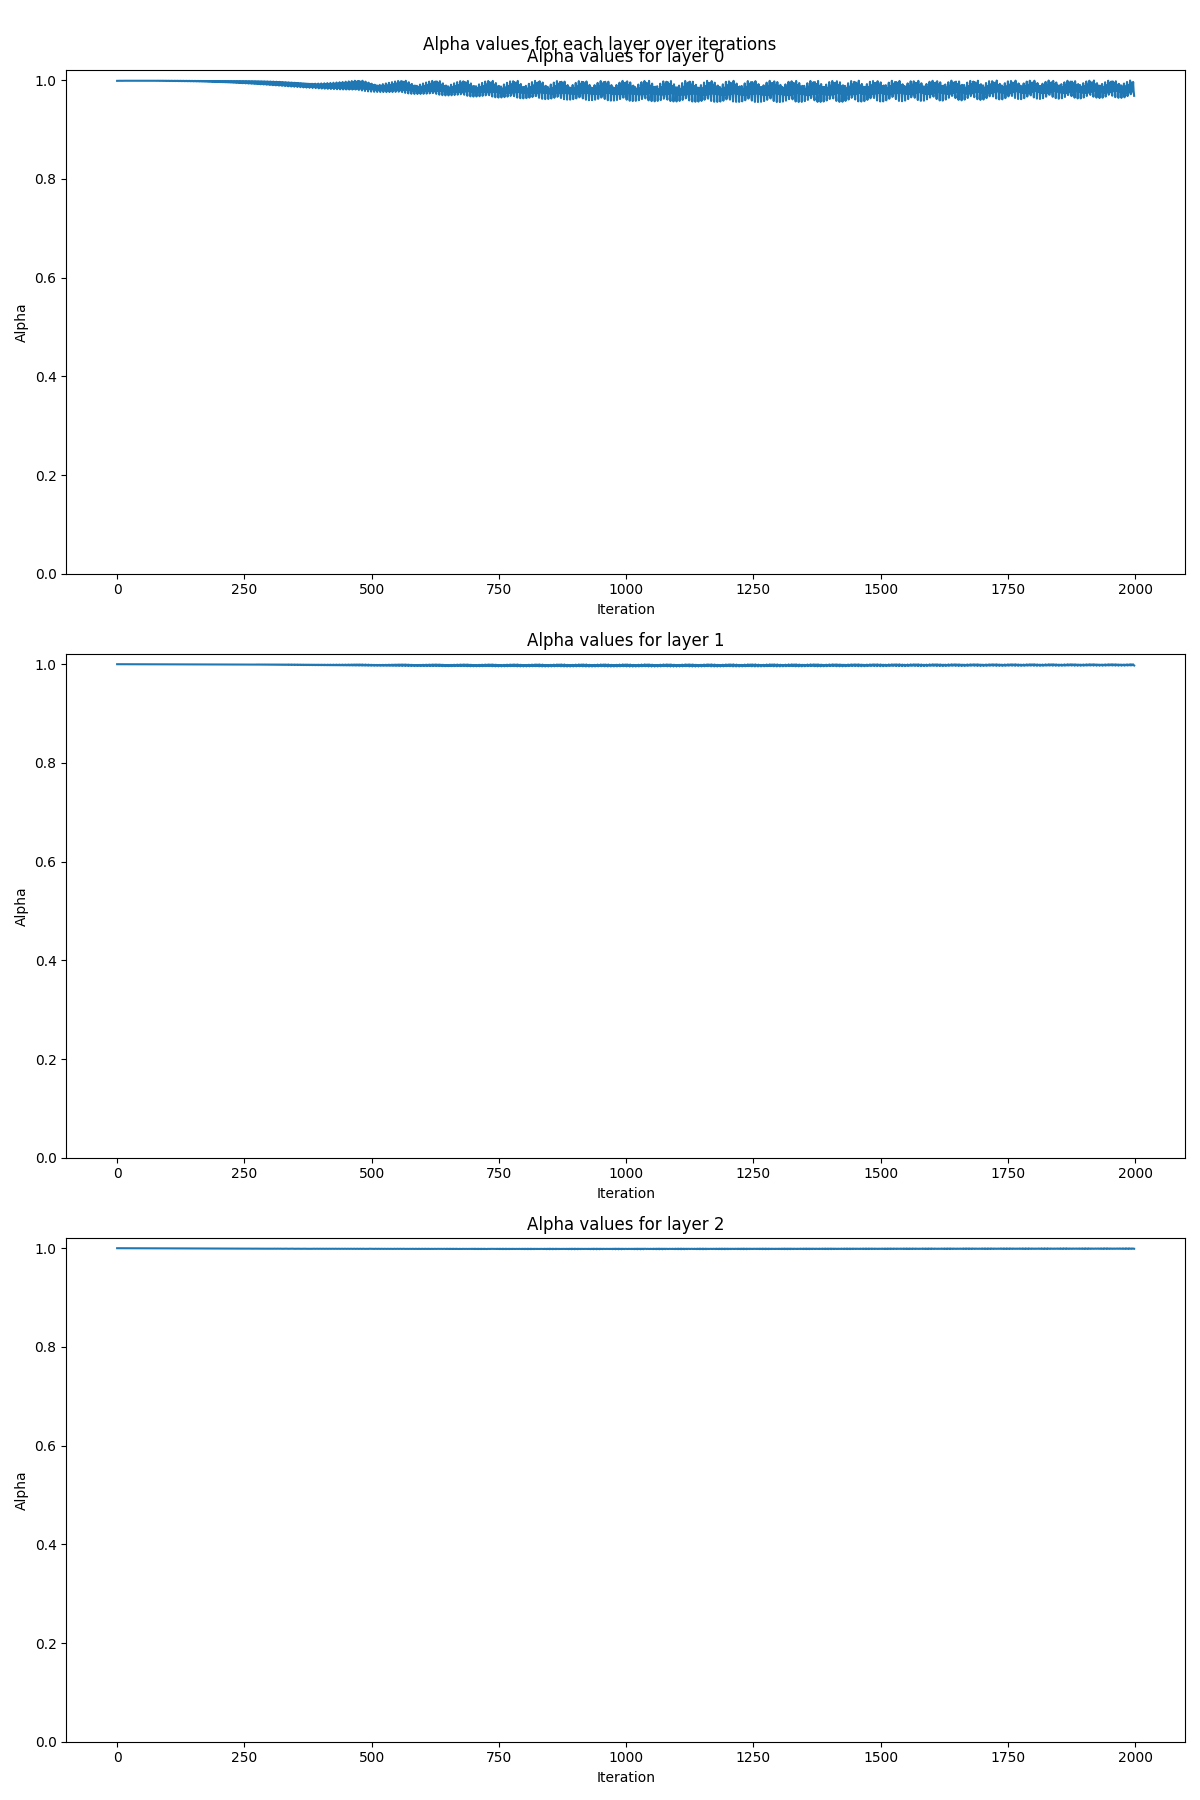 Alpha values for each layer over iterations
Alpha values for layer 0
1.0
0.8
0.6
0.4
0.2
0.0
Alpha
0 250 500 750 1000 1250 1500 1750 2000
Iteration
Alpha values for layer 1
1.0
0.8
0.6
0.4
0.2
0.0
Alpha
0 250 500 750 1000 1250 1500 1750 2000
Iteration
Alpha values for layer 2
1.0
0.8
0.6
0.4
0.2
0.0
Alpha
0 250 500 750 1000 1250 1500 1750 2000
Iteration